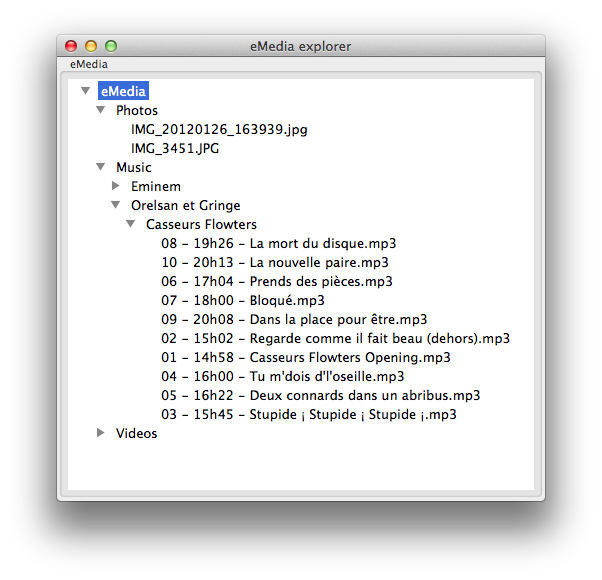 eMedia explorer
eMedia
eMedia
Photos
IMG_20120126_163939.jpg
IMG_3451.JPG
Music
Eminem
Orelsan et Gringe
Casseurs Flowters
08 - 19h26 - La mort du disque.mp3
10 - 20h13 - La nouvelle paire.mp3
06 - 17h04 - Prends des pièces.mp3
07 - 18h00 - Bloqué.mp3
09 - 20h08 - Dans la place pour être.mp3
02 - 15h02 - Regarde comme il fait beau (dehors).mp3
01 - 14h58 - Casseurs Flowters Opening.mp3
04 - 16h00 - Tu m'dois d'l'oseille.mp3
05 - 16h22 - Deux connards dans un abribus.mp3
03 - 15h45 - Stupide ¡ Stupide ¡ Stupide ¡.mp3
Videos